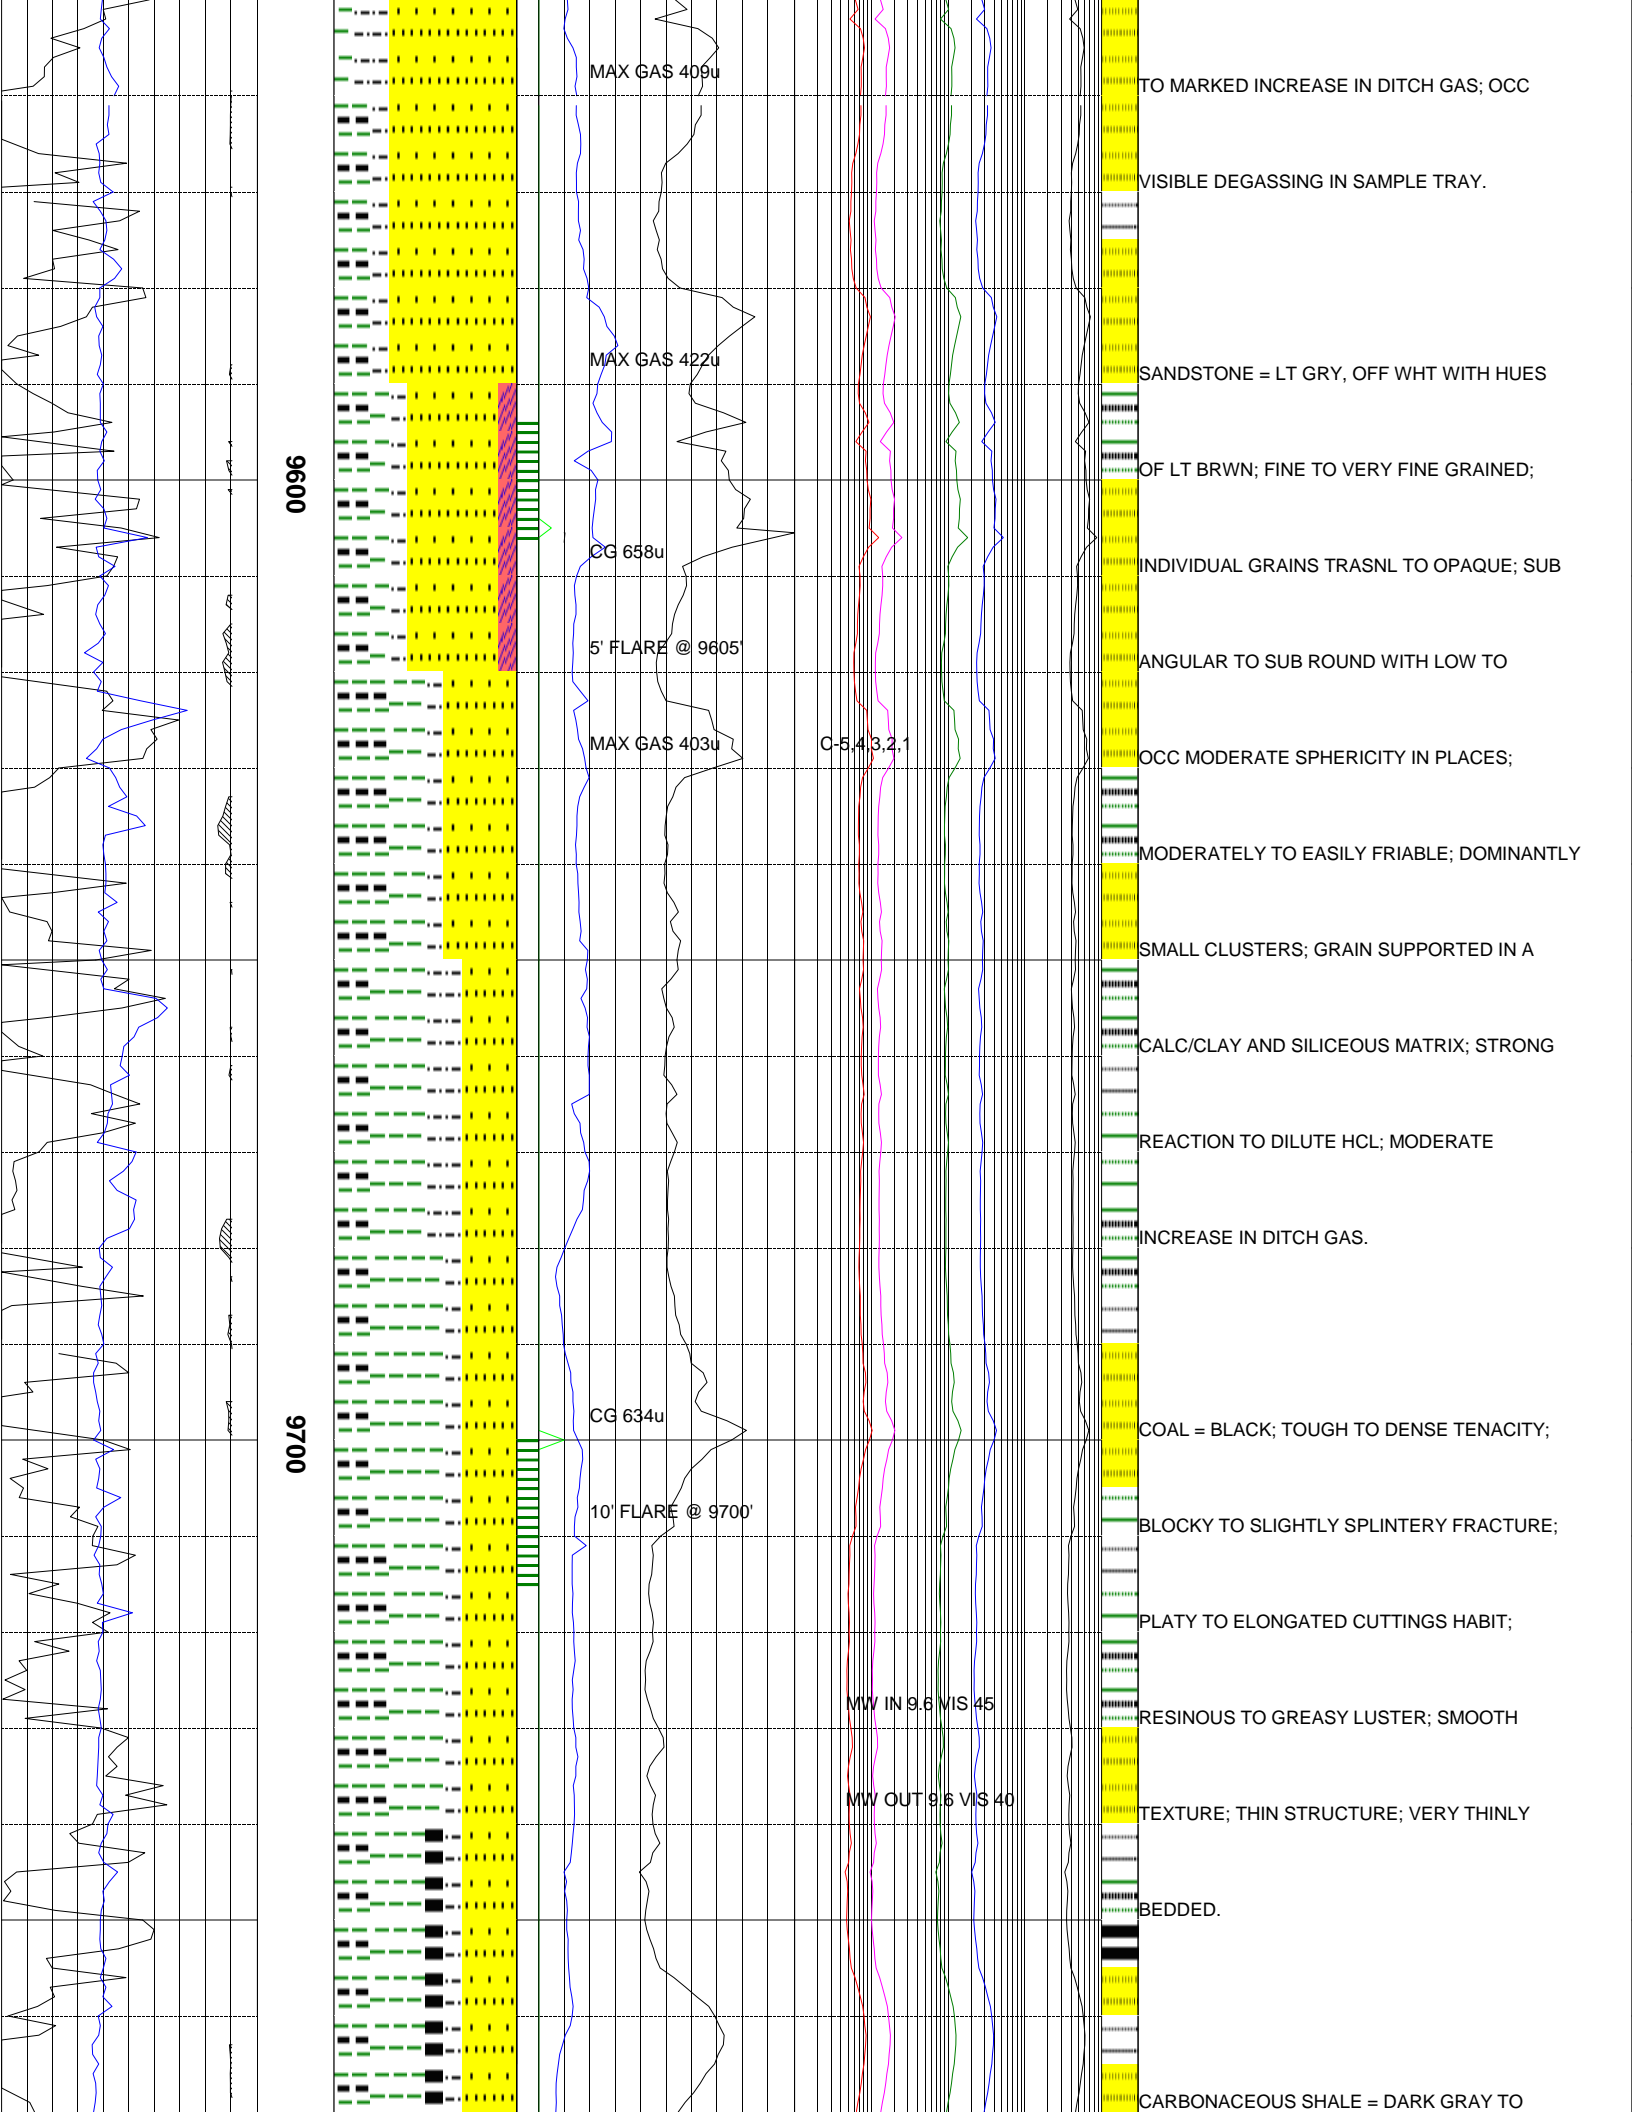 MAX GAS 409u
TO MARKED INCREASE IN DITCH GAS; OCC
VISIBLE DEGASSING IN SAMPLE TRAY.
MAX GAS 422u
SANDSTONE = LT GRY, OFF WHT WITH HUES
9600
OF LT BRWN; FINE TO VERY FINE GRAINED;
CG 658u
INDIVIDUAL GRAINS TRASNL TO OPAQUE; SUB
5' FLARE @ 9605'
ANGULAR TO SUB ROUND WITH LOW TO
MAX GAS 403u
C-5,4,3,2,1
OCC MODERATE SPHERICITY IN PLACES;
MODERATELY TO EASILY FRIABLE; DOMINANTLY
SMALL CLUSTERS; GRAIN SUPPORTED IN A
CALC/CLAY AND SILICEOUS MATRIX; STRONG
REACTION TO DILUTE HCL; MODERATE
INCREASE IN DITCH GAS.
CG 634u
9700
COAL = BLACK; TOUGH TO DENSE TENACITY;
10' FLARE @ 9700'
BLOCKY TO SLIGHTLY SPLINTERY FRACTURE;
PLATY TO ELONGATED CUTTINGS HABIT;
MW IN 9.6 VIS 45
RESINOUS TO GREASY LUSTER; SMOOTH
MW OUT 9.6 VIS 40
TEXTURE; THIN STRUCTURE; VERY THINLY
BEDDED.
CARBONACEOUS SHALE = DARK GRAY TO